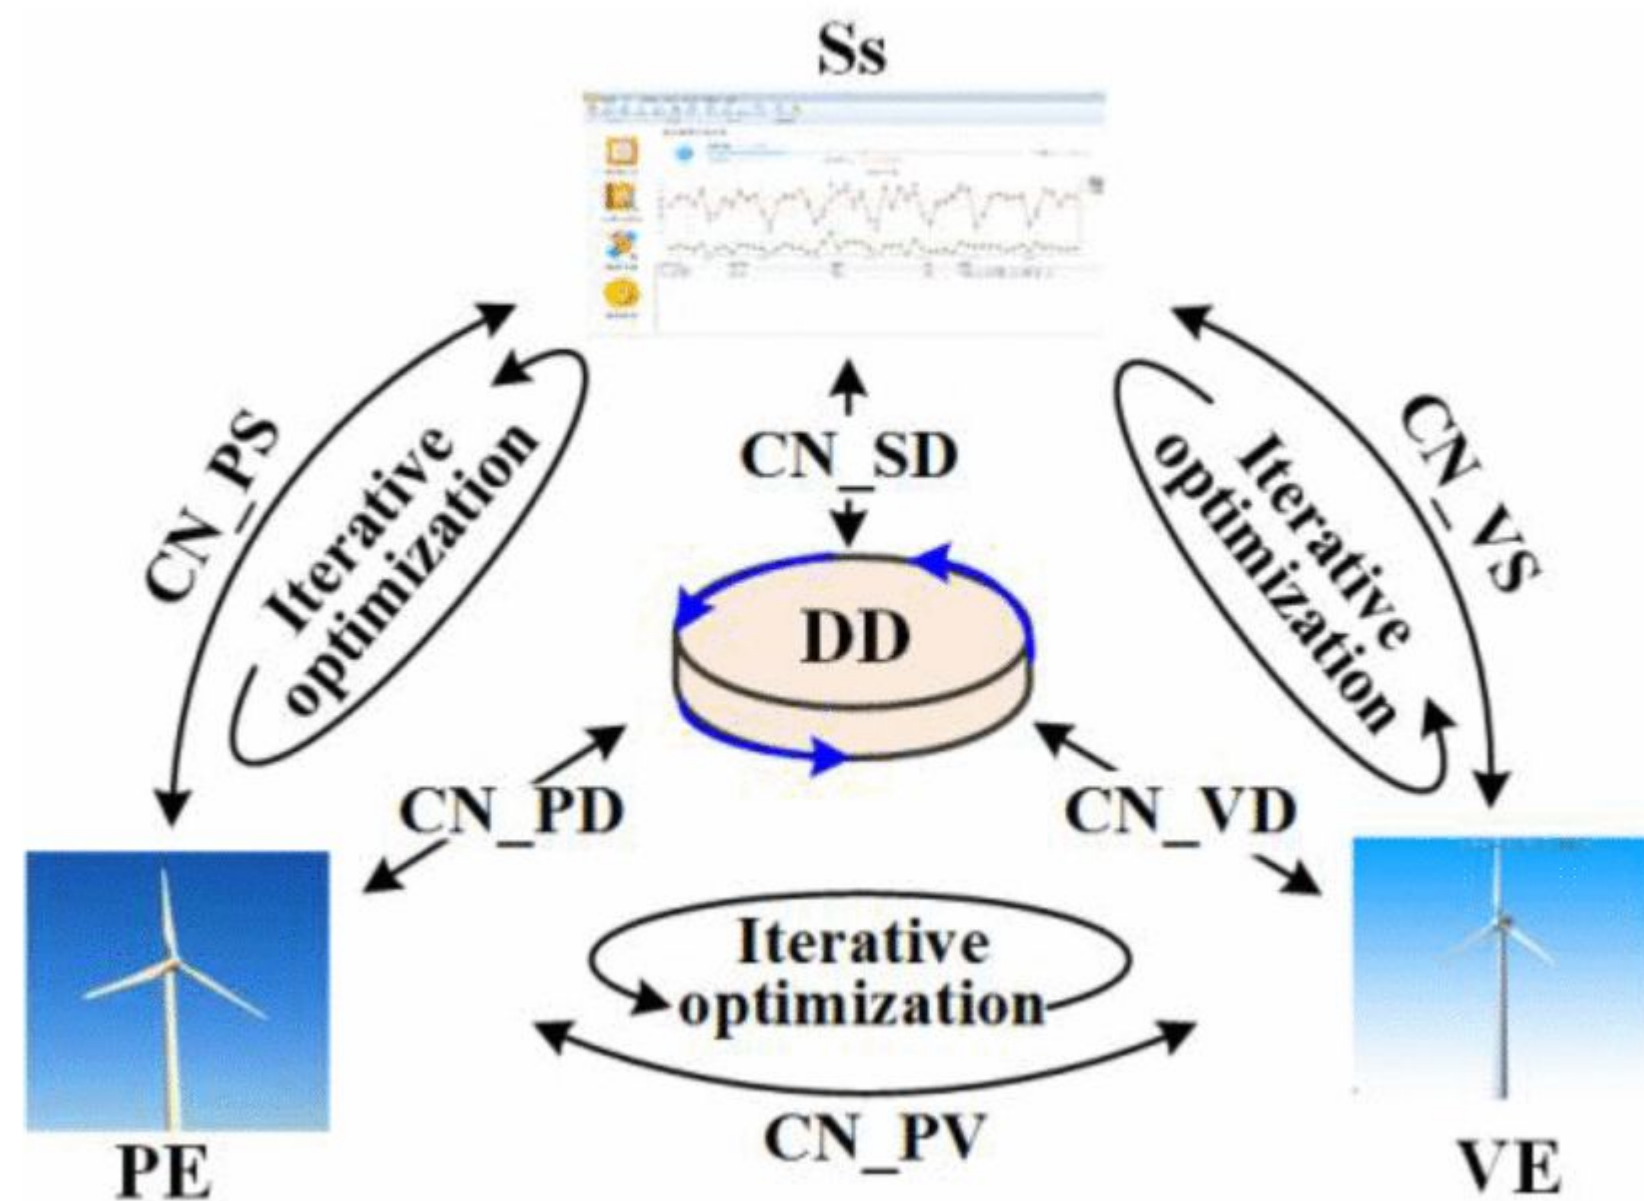 Ss
CN_PS
Iterative
optimization
CN_SD
Iterative
optimization
CN_VS
DD
CN_PD
CN_VD
Iterative
optimization
CN_PV
PE
VE